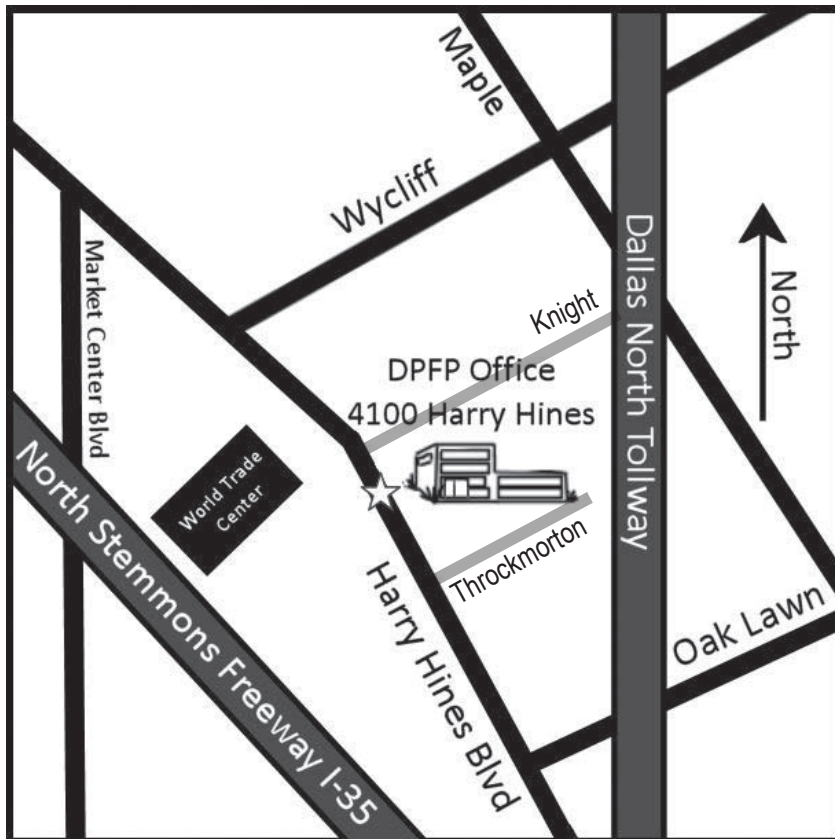 Maple
Wycliff
Dallas North Tollway
North
Market Center Blvd
Knight
DPFP Office
4100 Harry Hines
World Trade
Center
North Stemmons Freeway I-35
Throckmorton
Harry Hines Blvd
Oak Lawn